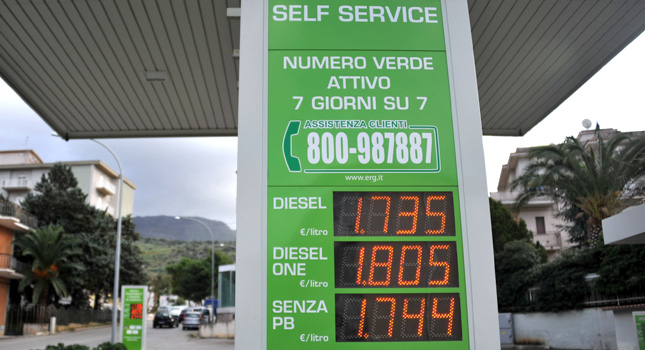 SELF SERVICE
NUMERO VERDE
ATTIVO
7 GIORNI SU 7
ASSISTENZA CLIENTI
800-987887
www.erg.it
DIESEL
€/litro
1.735
DIESEL
ONE
€/litro
1.805
SENZA
PB
€/litro
1.744